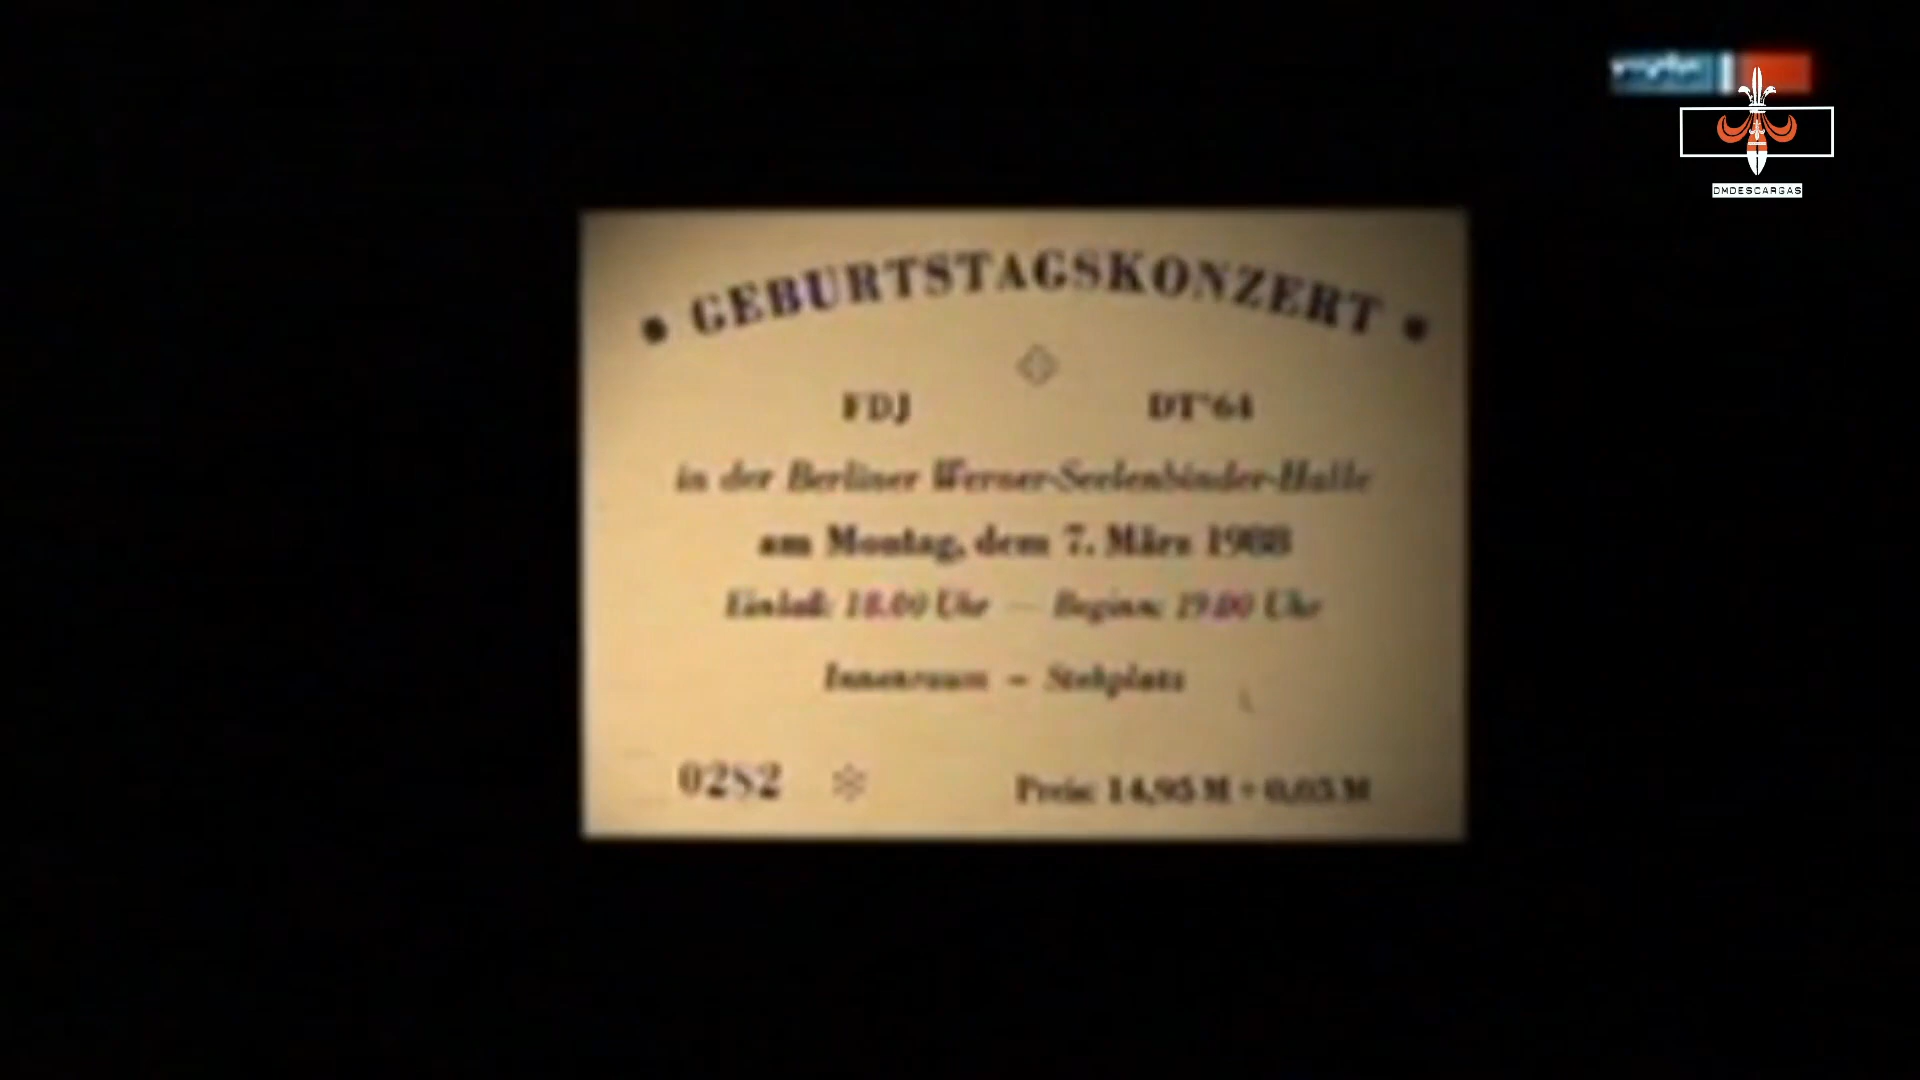 DMDESCARGAS
• GEBURTSTAGSKONZERT •
FDJ DT'64
in der Berliner Werner-Seelenbinder-Halle
am Montag, dem 7. März 1988
Einlaß: 18.00 Uhr — Beginn: 19.00 Uhr
Innenraum – Stehplatz
0282
Preis: 14,95 M + 0,05 M